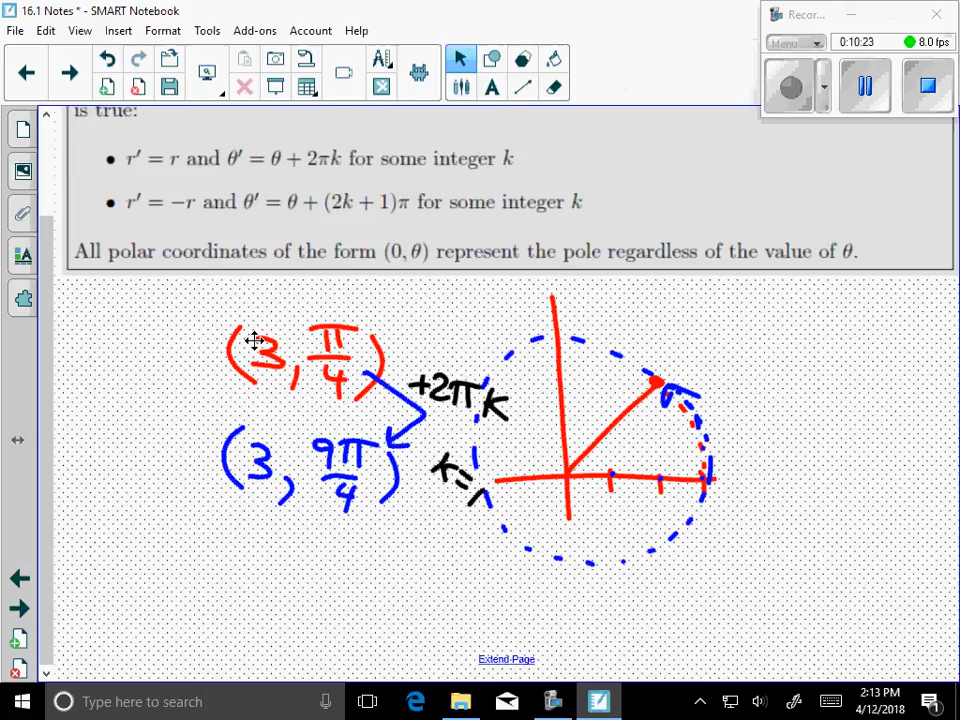 16.1 Notes * - SMART Notebook
File Edit View Insert Format Tools Add-ons Account Help
Recor...
Menu
0:10:23
8.0 fps
is true:
• r′ = r and θ′ = θ + 2πk for some integer k
• r′ = −r and θ′ = θ + (2k + 1)π for some integer k
All polar coordinates of the form (0, θ) represent the pole regardless of the value of θ.
(3, π/4)
+2πk
(3, 9π/4)
k=1
Extend Page
Type here to search
2:13 PM
4/12/2018
1